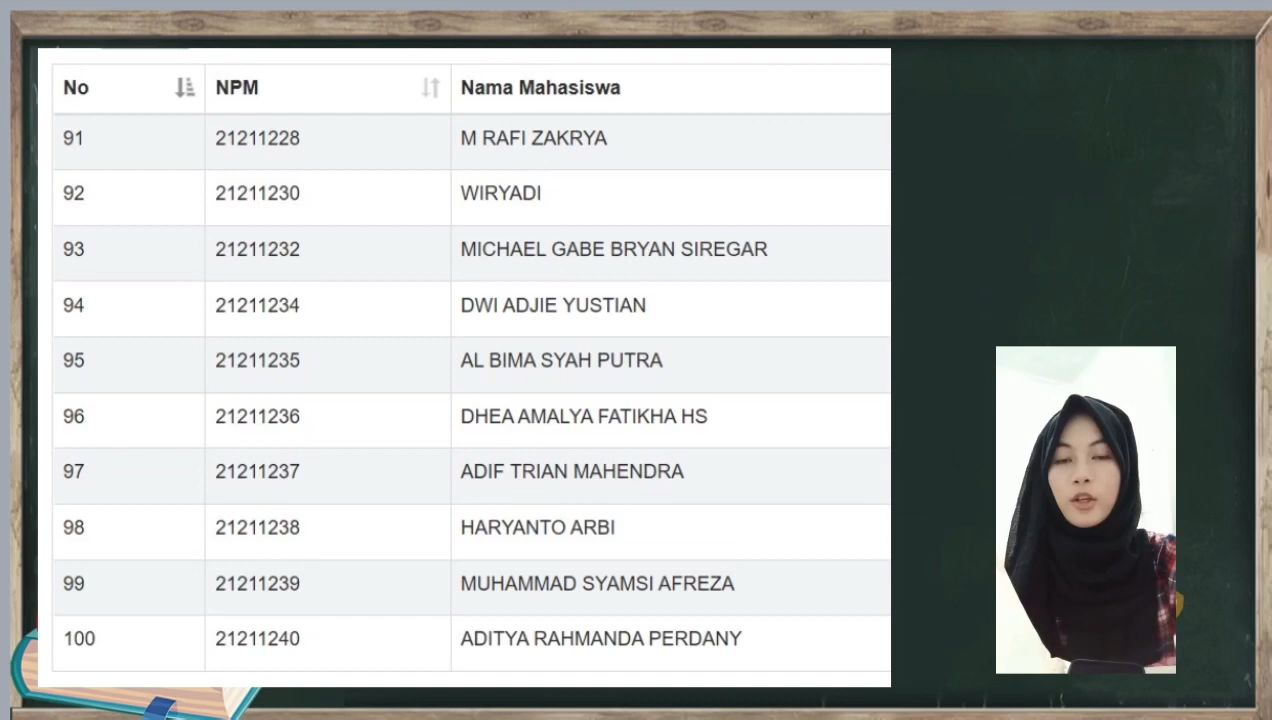 No NPM Nama Mahasiswa
91 21211228 M RAFI ZAKRYA
92 21211230 WIRYADI
93 21211232 MICHAEL GABE BRYAN SIREGAR
94 21211234 DWI ADJIE YUSTIAN
95 21211235 AL BIMA SYAH PUTRA
96 21211236 DHEA AMALYA FATIKHA HS
97 21211237 ADIF TRIAN MAHENDRA
98 21211238 HARYANTO ARBI
99 21211239 MUHAMMAD SYAMSI AFREZA
100 21211240 ADITYA RAHMANDA PERDANY